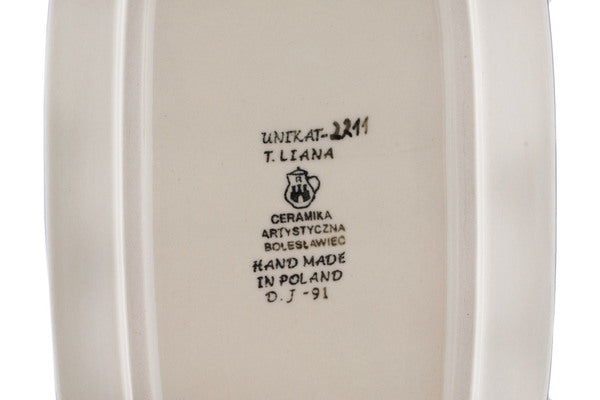 UNIKAT-2211
T. LIANA
CERAMIKA
ARTYSTYCZNA
BOLESŁAWIEC
HAND MADE
IN POLAND
D.J -91